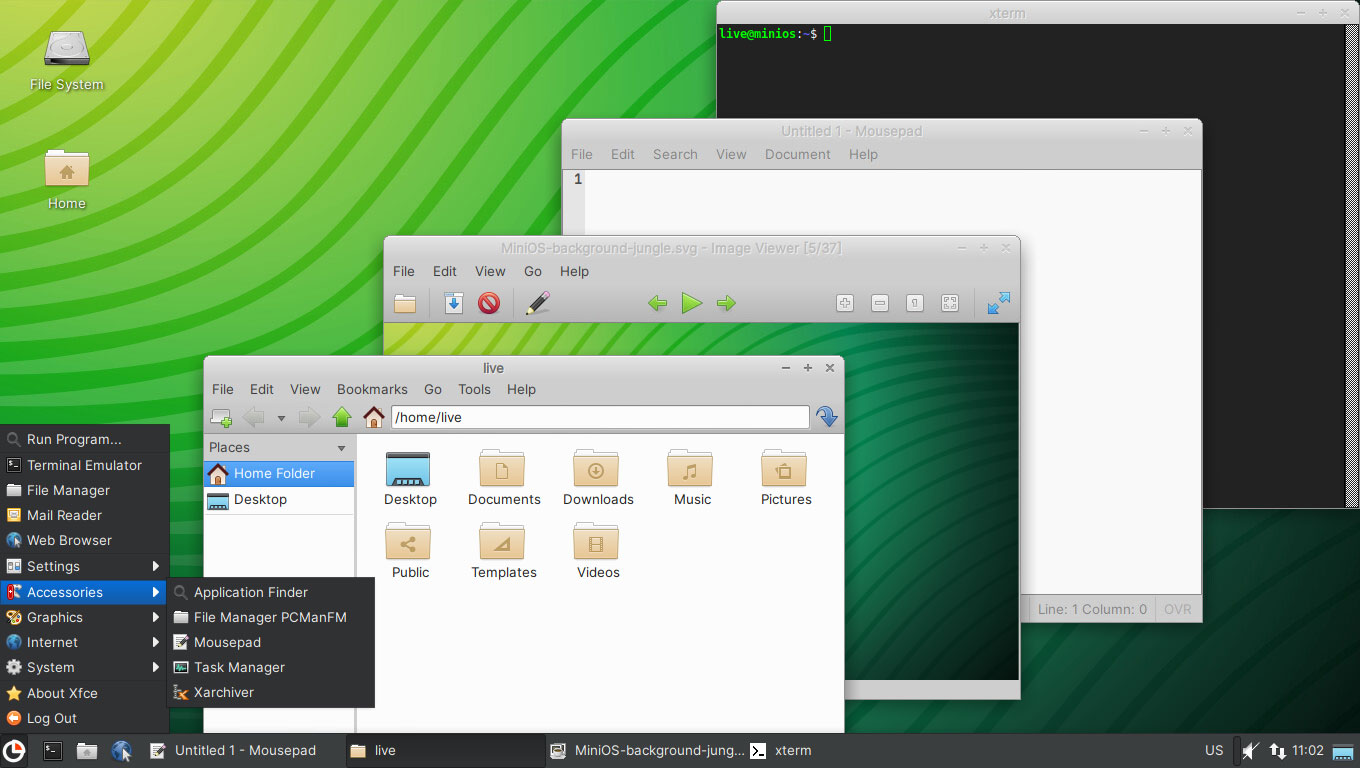 File System
Home
xterm
live@minios:~$
Untitled 1 - Mousepad
File Edit Search View Document Help
1
Line: 1 Column: 0 OVR
MiniOS-background-jungle.svg - Image Viewer [5/37]
File Edit View Go Help
live
File Edit View Bookmarks Go Tools Help
/home/live
Places
Home Folder
Desktop
Desktop Documents Downloads Music Pictures
Public Templates Videos
Run Program...
Terminal Emulator
File Manager
Mail Reader
Web Browser
Settings
Accessories
Graphics
Internet
System
About Xfce
Log Out
Application Finder
File Manager PCManFM
Mousepad
Task Manager
Xarchiver
Untitled 1 - Mousepad live MiniOS-background-jung... xterm US 11:02